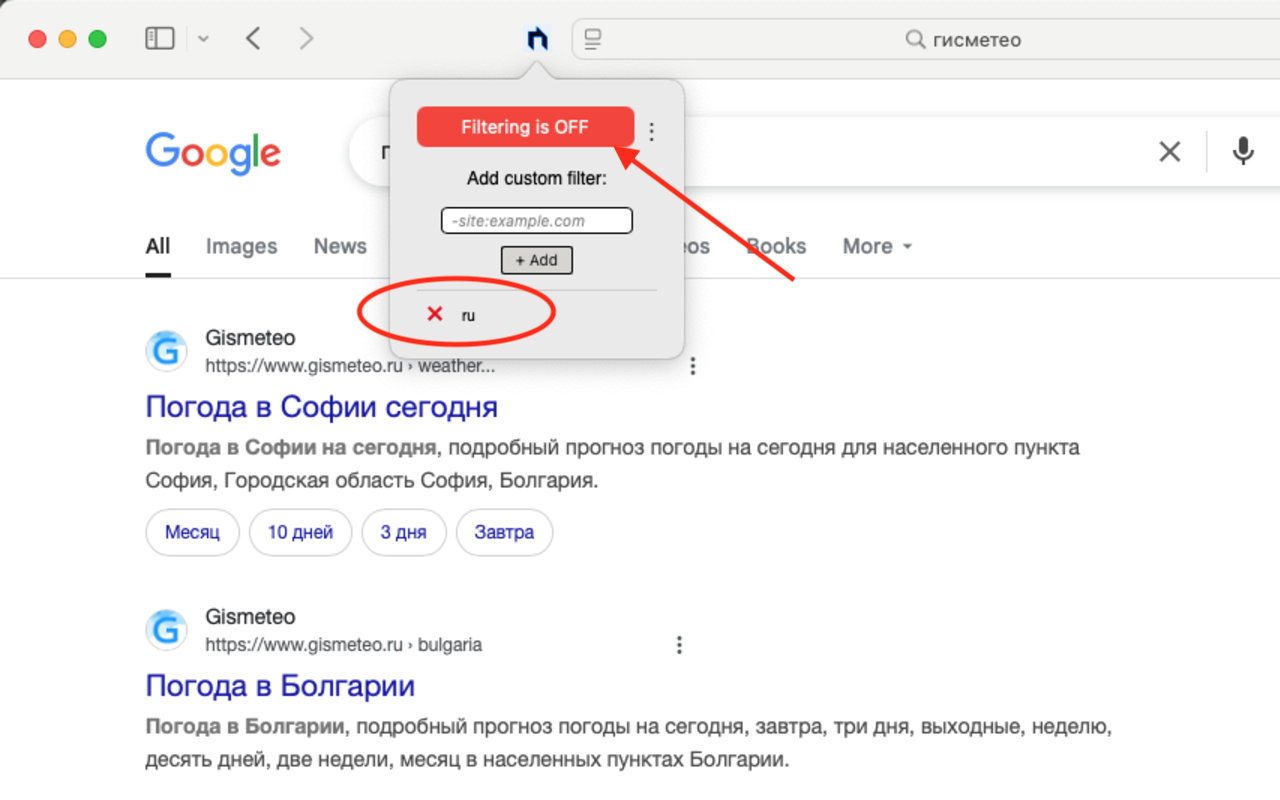 гисметео
Filtering is OFF
Google
Add custom filter:
-site:example.com
All Images News Books More
+ Add
ru
Gismeteo
https://www.gismeteo.ru › weather...
Погода в Софии сегодня
Погода в Софии на сегодня, подробный прогноз погоды на сегодня для населенного пункта
София, Городская область София, Болгария.
Месяц 10 дней 3 дня Завтра
Gismeteo
https://www.gismeteo.ru › bulgaria
Погода в Болгарии
Погода в Болгарии, подробный прогноз погоды на сегодня, завтра, три дня, выходные, неделю,
десять дней, две недели, месяц в населенных пунктах Болгарии.